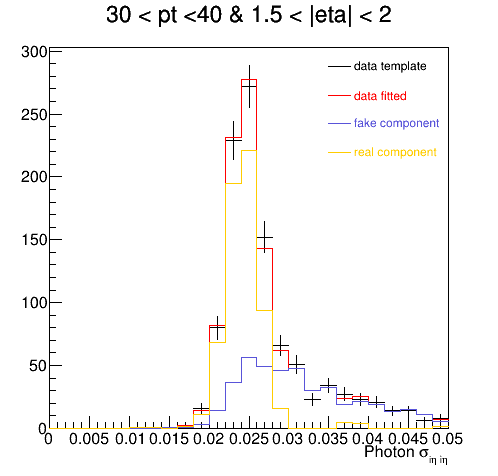 30 < pt <40 & 1.5 < |eta| < 2
300
250
200
150
100
50
0
data template
data fitted
fake component
real component
0 0.005 0.01 0.015 0.02 0.025 0.03 0.035 0.04 0.045 0.05
Photon σiη iη